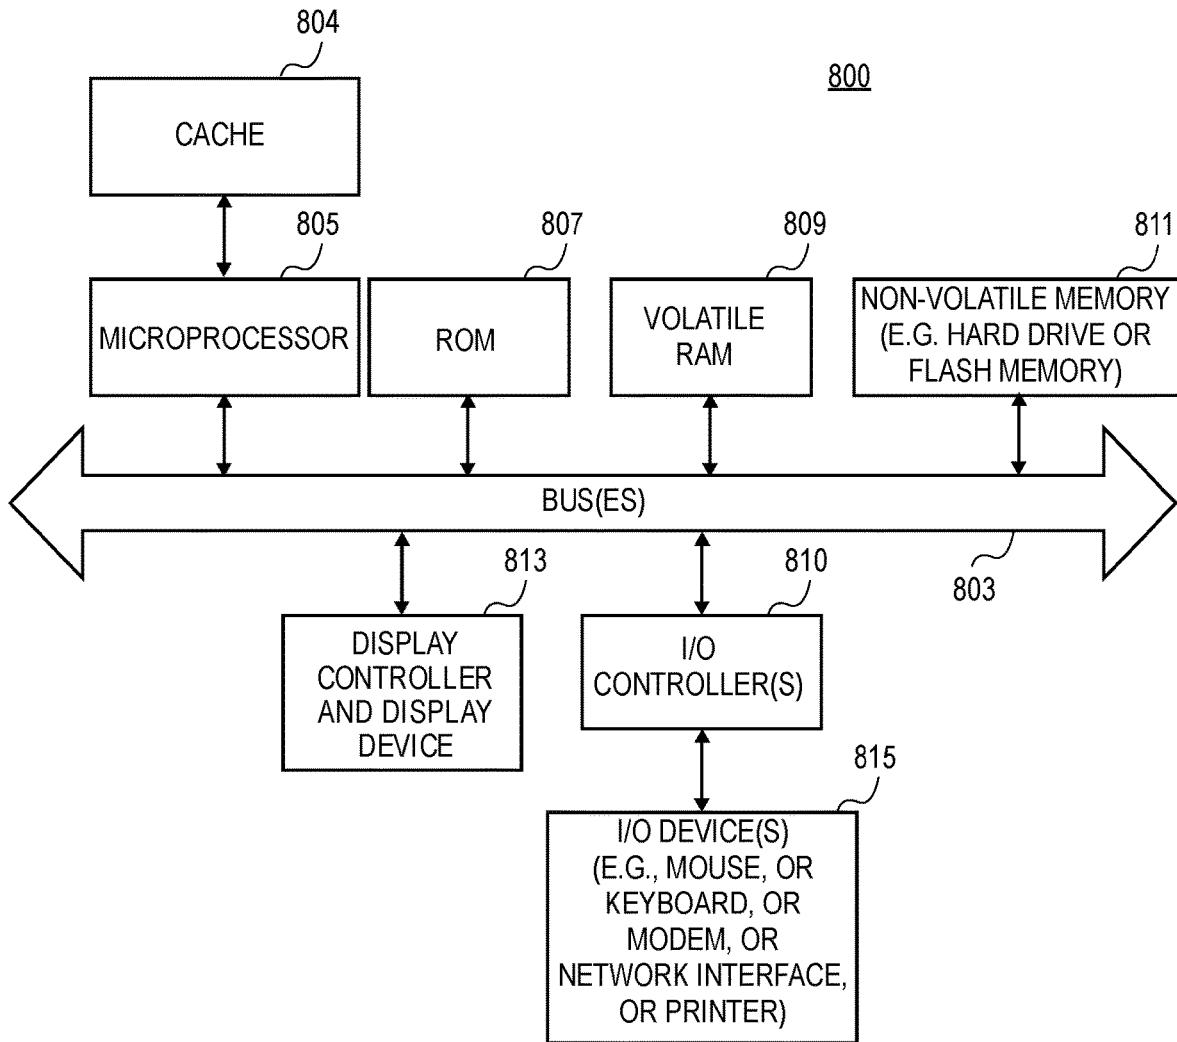 804
800
CACHE
805
807
809
811
MICROPROCESSOR
ROM
VOLATILE
RAM
NON-VOLATILE MEMORY
(E.G. HARD DRIVE OR
FLASH MEMORY)
BUS(ES)
803
813
810
DISPLAY
CONTROLLER
AND DISPLAY
DEVICE
I/O
CONTROLLER(S)
815
I/O DEVICE(S)
(E.G., MOUSE, OR
KEYBOARD, OR
MODEM, OR
NETWORK INTERFACE,
OR PRINTER)